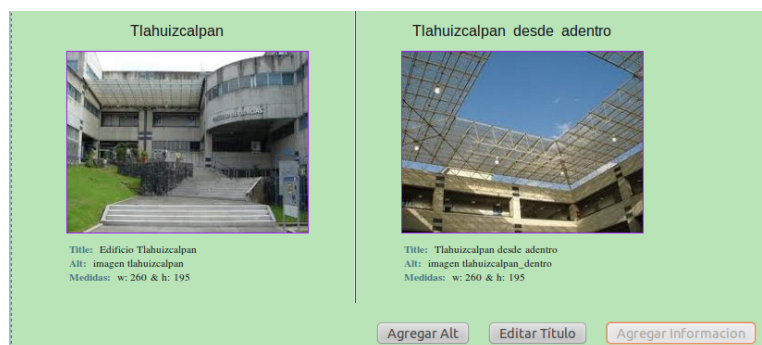 Tlahuizcalpan
Title: Edificio Tlahuizcalpan
Alt: imagen tlahuizcalpan
Medidas: w: 260 & h: 195
Tlahuizcalpan desde adentro
Title: Tlahuizcalpan desde adentro
Alt: imagen tlahuizcalpan_dentro
Medidas: w: 260 & h: 195
Agregar Alt
Editar Título
Agregar Informacion